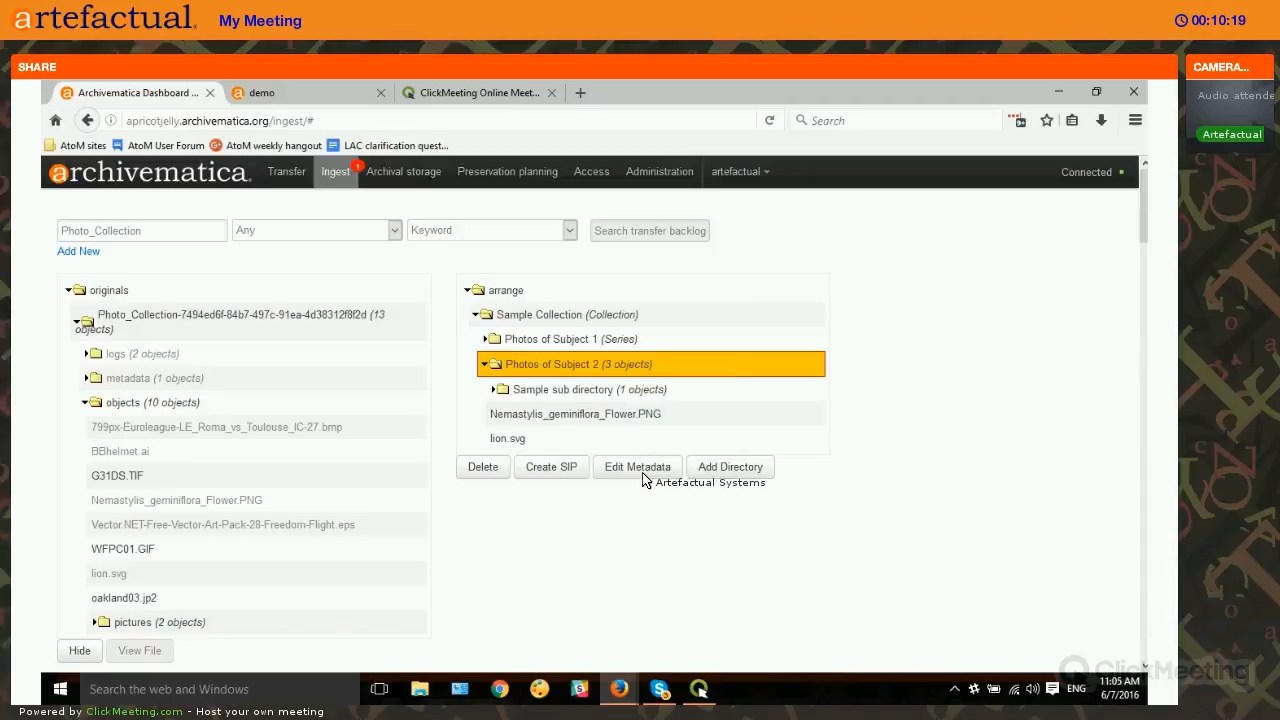 artefactual.
My Meeting
00:10:19
SHARE
CAMERA...
Archivematica Dashboard ...
demo
ClickMeeting Online Meet...
Audio attende
Artefactual
apricotjelly.archivematica.org/ingest/#
Search
AtoM sites
AtoM User Forum
AtoM weekly hangout
LAC clarification quest...
archivematica.
Transfer
Ingest
1
Archival storage
Preservation planning
Access
Administration
artefactual
Connected
Photo_Collection
Any
Keyword
Search transfer backlog
Add New
originals
Photo_Collection-7494ed6f-84b7-497c-91ea-4d38312f8f2d (13
objects)
logs (2 objects)
metadata (1 objects)
objects (10 objects)
799px-Euroleague-LE_Roma_vs_Toulouse_IC-27.bmp
BBhelmet.ai
G31DS.TIF
Nemastylis_geminiflora_Flower.PNG
Vector.NET-Free-Vector-Art-Pack-28-Freedom-Flight.eps
WFPC01.GIF
lion.svg
oakland03.jp2
pictures (2 objects)
Hide
View File
arrange
Sample Collection (Collection)
Photos of Subject 1 (Series)
Photos of Subject 2 (3 objects)
Sample sub directory (1 objects)
Nemastylis_geminiflora_Flower.PNG
lion.svg
Delete
Create SIP
Edit Metadata
Add Directory
Artefactual Systems
ClickMeeting
Search the web and Windows
ENG
11:05 AM
6/7/2016
Powered by ClickMeeting.com - Host your own meeting